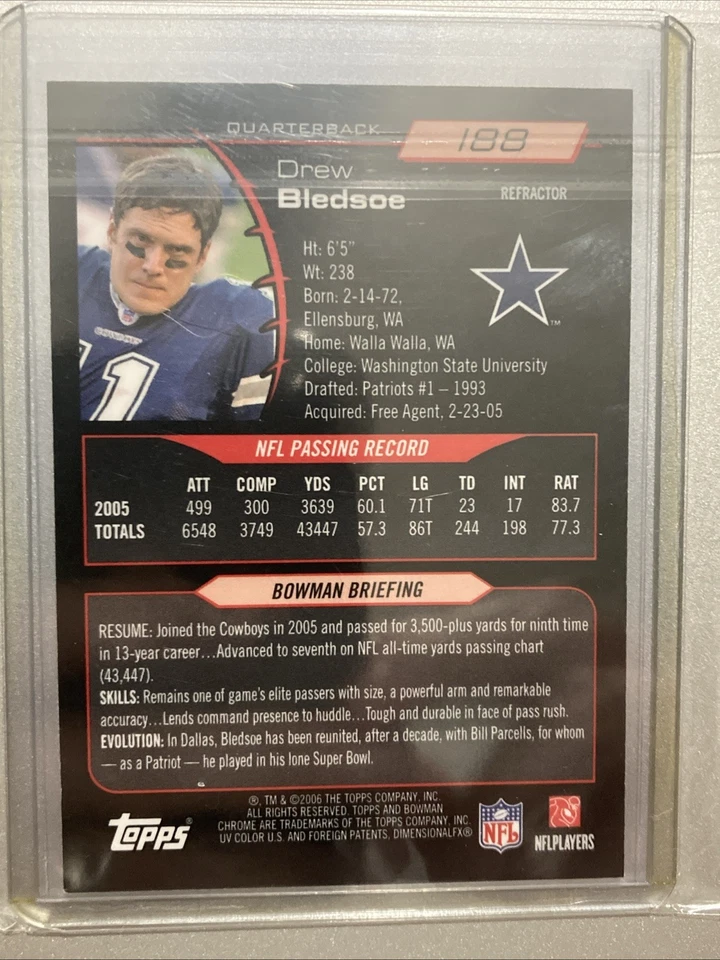 QUARTERBACK
188
Drew
Bledsoe
REFRACTOR
Ht: 6'5"
Wt: 238
Born: 2-14-72,
Ellensburg, WA
Home: Walla Walla, WA
College: Washington State University
Drafted: Patriots #1 – 1993
Acquired: Free Agent, 2-23-05
TM
COWBOYS
11
NFL PASSING RECORD
ATT COMP YDS PCT LG TD INT RAT
2005 499 300 3639 60.1 71T 23 17 83.7
TOTALS 6548 3749 43447 57.3 86T 244 198 77.3
BOWMAN BRIEFING
RESUME: Joined the Cowboys in 2005 and passed for 3,500-plus yards for ninth time
in 13-year career...Advanced to seventh on NFL all-time yards passing chart
(43,447).
SKILLS: Remains one of game's elite passers with size, a powerful arm and remarkable
accuracy...Lends command presence to huddle...Tough and durable in face of pass rush.
EVOLUTION: In Dallas, Bledsoe has been reunited, after a decade, with Bill Parcells, for whom
— as a Patriot — he played in his lone Super Bowl.
TOPPS®
®, TM & ©2006 THE TOPPS COMPANY, INC.
ALL RIGHTS RESERVED. TOPPS AND BOWMAN
CHROME ARE TRADEMARKS OF THE TOPPS COMPANY, INC.
UV COLOR U.S. AND FOREIGN PATENTS, DIMENSIONALFX®
NFL
NFLPLAYERS